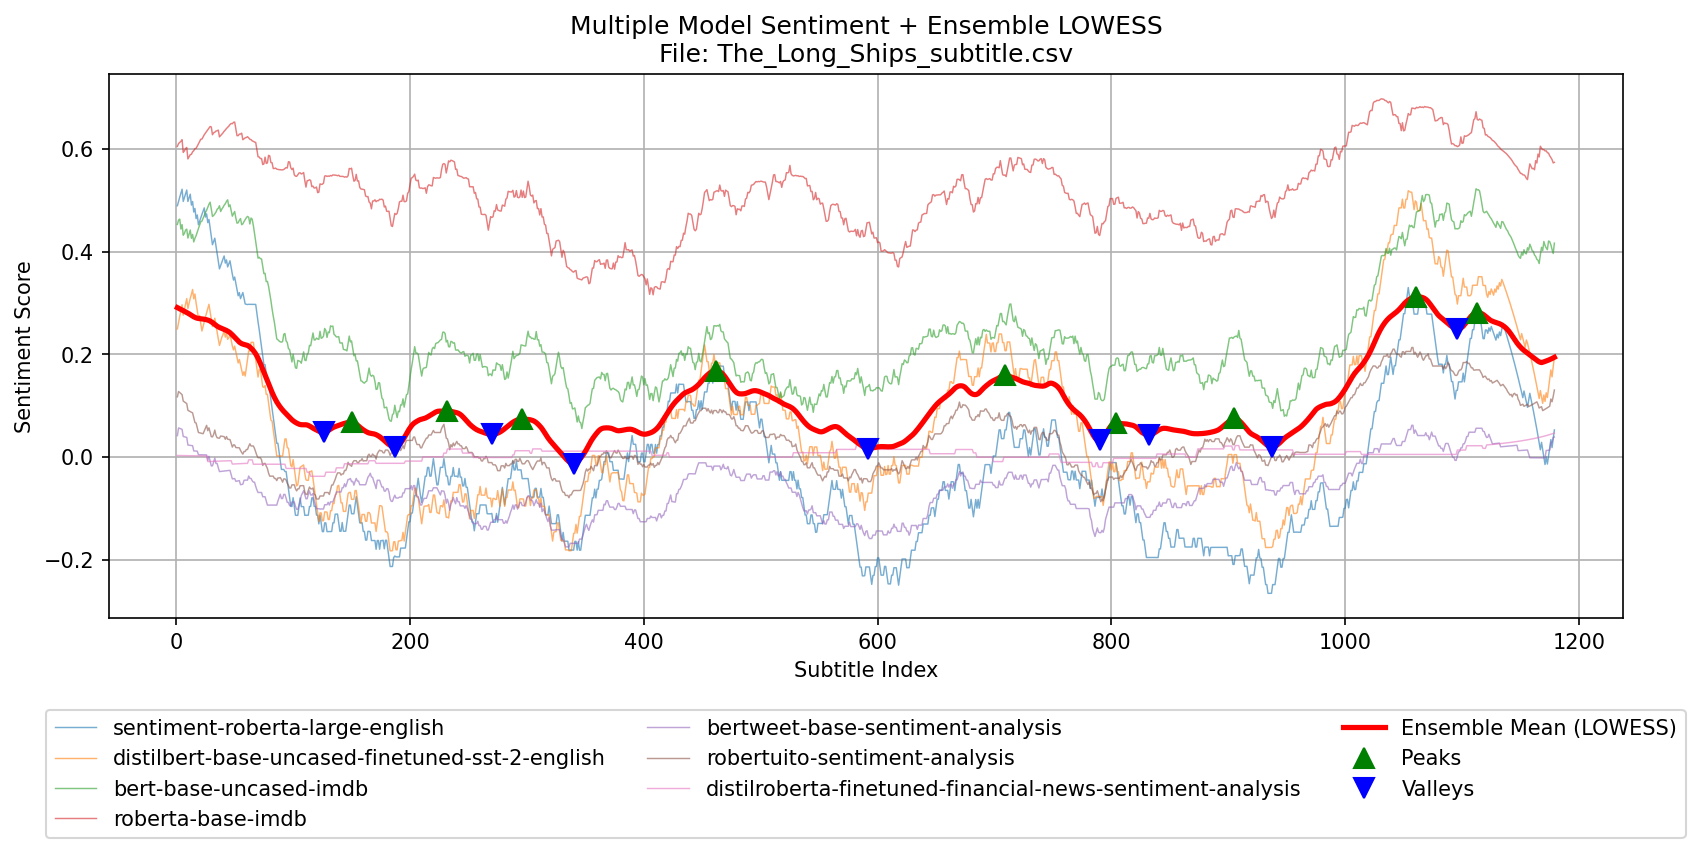 Multiple Model Sentiment + Ensemble LOWESS
File: The_Long_Ships_subtitle.csv
Sentiment Score
0.6
0.4
0.2
0.0
−0.2
0 200 400 600 800 1000 1200
Subtitle Index
sentiment-roberta-large-english
distilbert-base-uncased-finetuned-sst-2-english
bert-base-uncased-imdb
roberta-base-imdb
bertweet-base-sentiment-analysis
robertuito-sentiment-analysis
distilroberta-finetuned-financial-news-sentiment-analysis
Ensemble Mean (LOWESS)
Peaks
Valleys